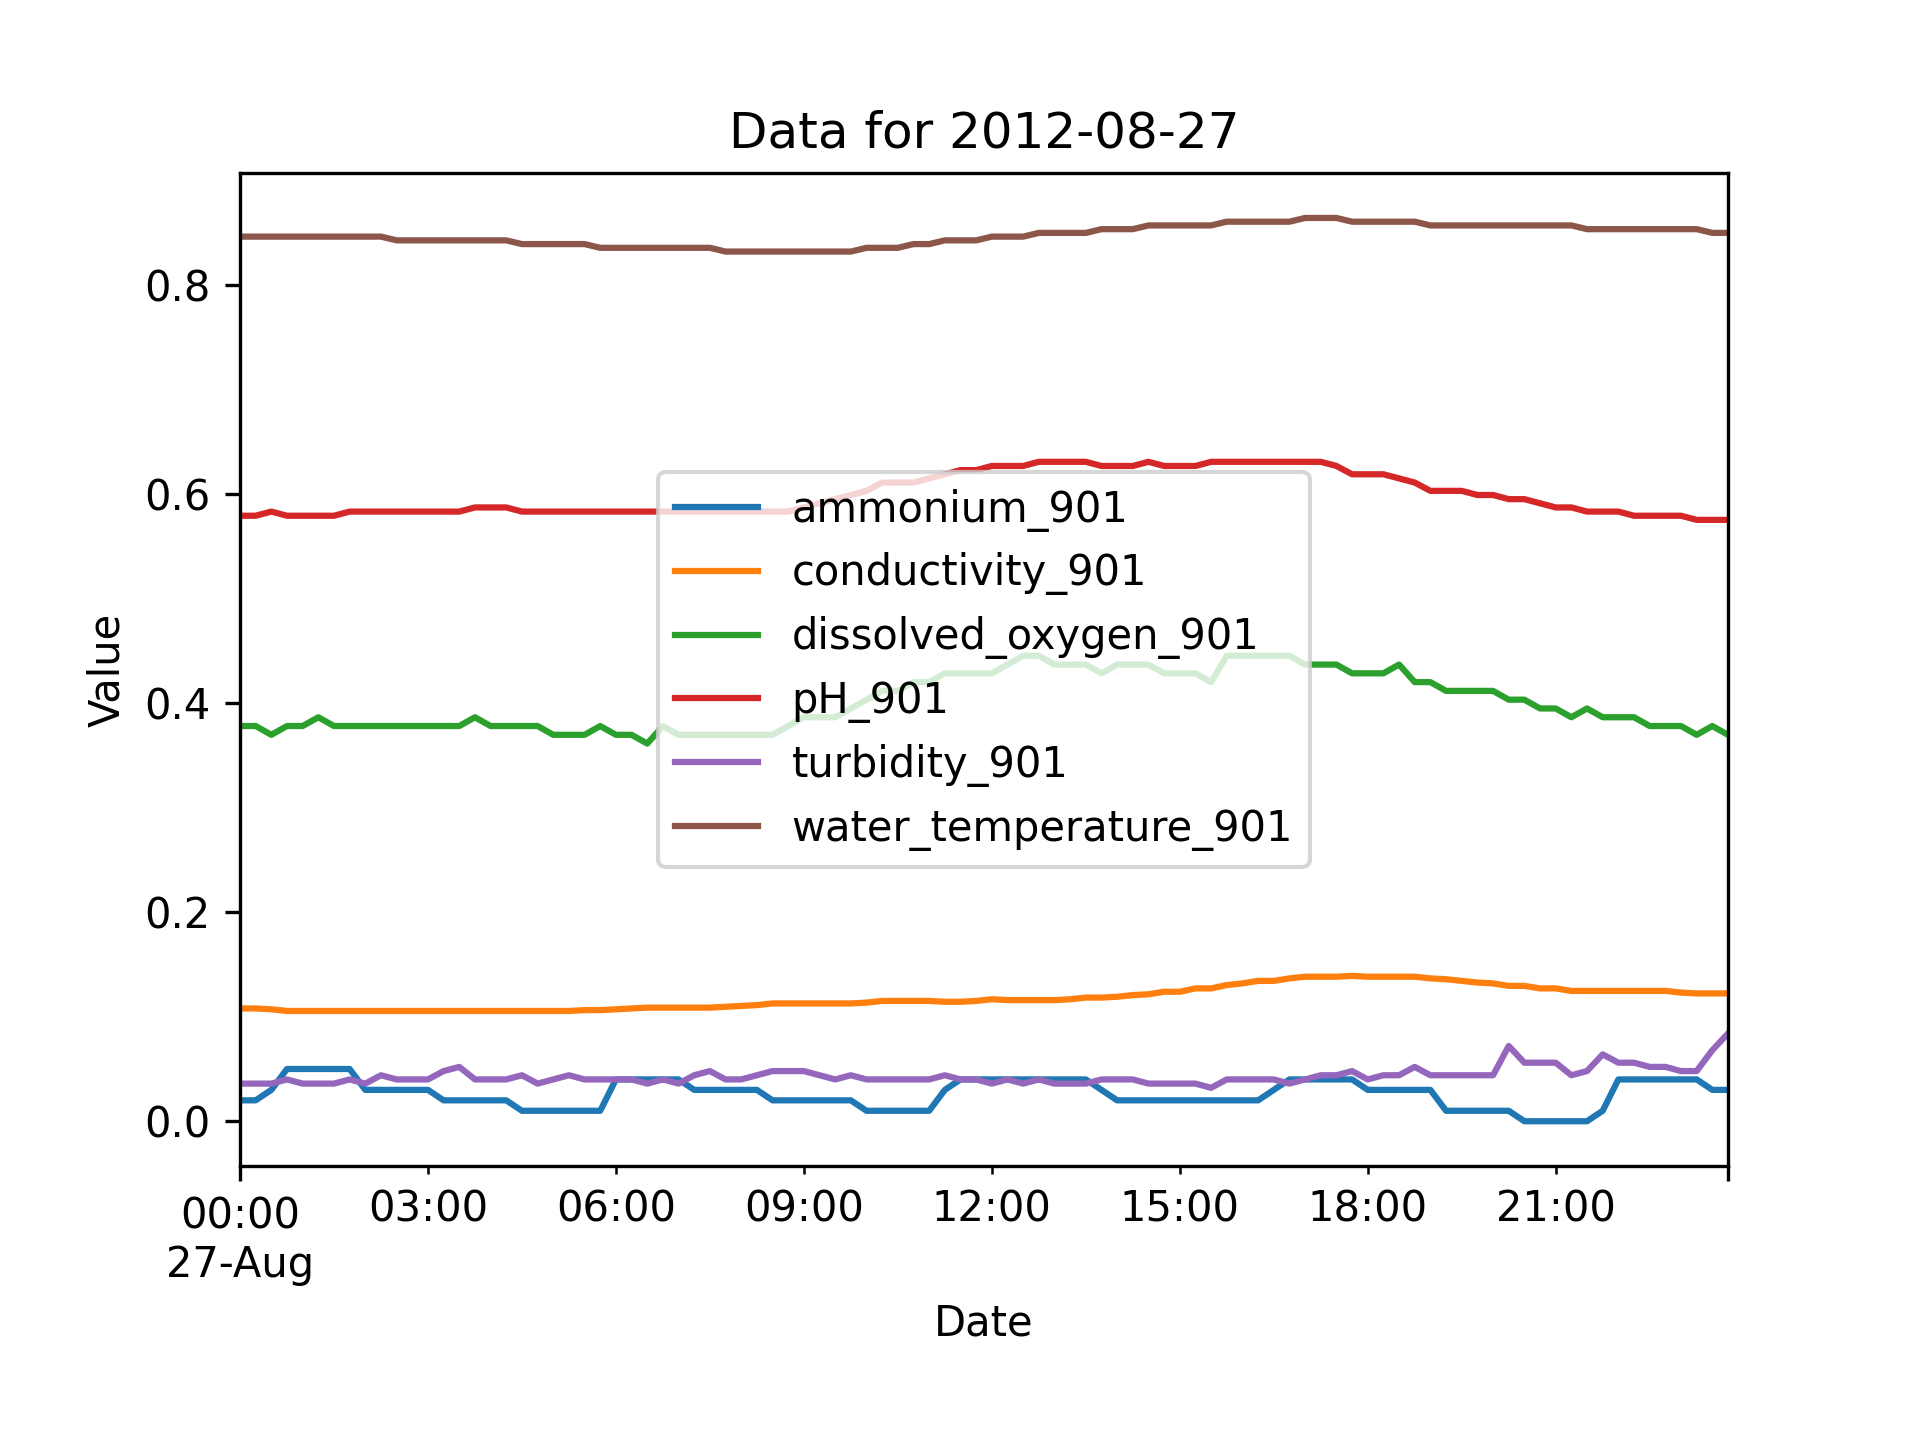 Data for 2012-08-27
Value
0.8
0.6
0.4
0.2
0.0
ammonium_901
conductivity_901
dissolved_oxygen_901
pH_901
turbidity_901
water_temperature_901
00:00 03:00 06:00 09:00 12:00 15:00 18:00 21:00
27-Aug
Date